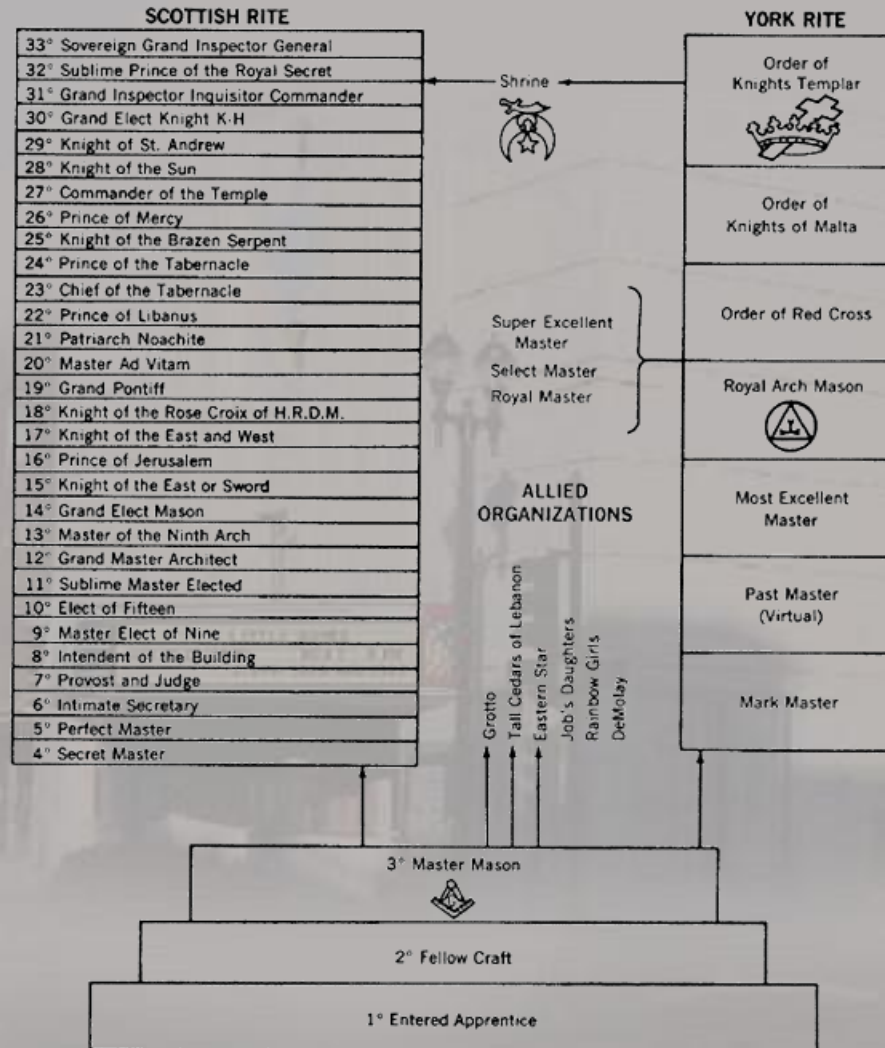 SCOTTISH RITE
33° Sovereign Grand Inspector General
32° Sublime Prince of the Royal Secret
31° Grand Inspector Inquisitor Commander
30° Grand Elect Knight K-H
29° Knight of St. Andrew
28° Knight of the Sun
27° Commander of the Temple
26° Prince of Mercy
25° Knight of the Brazen Serpent
24° Prince of the Tabernacle
23° Chief of the Tabernacle
22° Prince of Libanus
21° Patriarch Noachite
20° Master Ad Vitam
19° Grand Pontiff
18° Knight of the Rose Croix of H.R.D.M.
17° Knight of the East and West
16° Prince of Jerusalem
15° Knight of the East or Sword
14° Grand Elect Mason
13° Master of the Ninth Arch
12° Grand Master Architect
11° Sublime Master Elected
10° Elect of Fifteen
9° Master Elect of Nine
8° Intendent of the Building
7° Provost and Judge
6° Intimate Secretary
5° Perfect Master
4° Secret Master
Shrine
Super Excellent
Master
Select Master
Royal Master
ALLIED
ORGANIZATIONS
Grotto
Tall Cedars of Lebanon
Eastern Star
Job's Daughters
Rainbow Girls
DeMolay
YORK RITE
Order of
Knights Templar
Order of
Knights of Malta
Order of Red Cross
Royal Arch Mason
Most Excellent
Master
Past Master
(Virtual)
Mark Master
3° Master Mason
2° Fellow Craft
1° Entered Apprentice